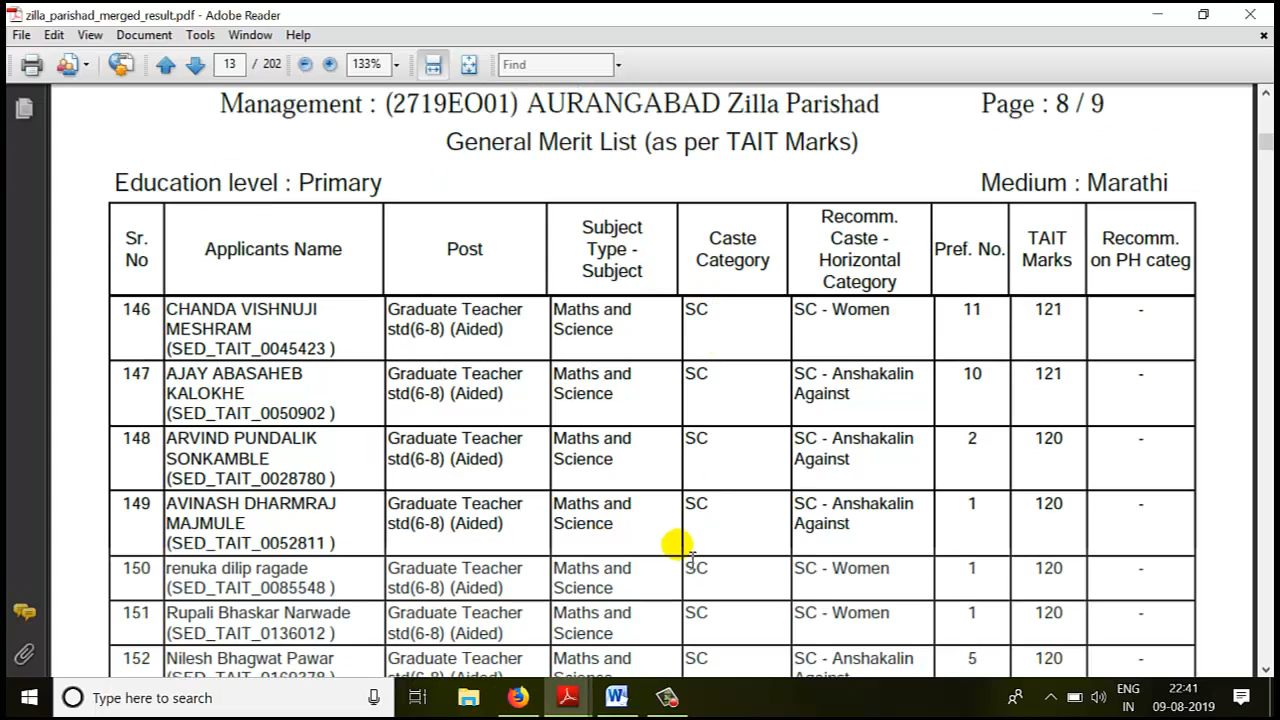 zilla_parishad_merged_result.pdf - Adobe Reader
File Edit View Document Tools Window Help
13 / 202 133% Find
Management : (2719EO01) AURANGABAD Zilla Parishad Page : 8 / 9
General Merit List (as per TAIT Marks)
Education level : Primary Medium : Marathi
Sr. No Applicants Name Post Subject Type - Subject Caste Category Recomm. Caste - Horizontal Category Pref. No. TAIT Marks Recomm. on PH categ
146 CHANDA VISHNUJI Graduate Teacher Maths and SC SC - Women 11 121 -
MESHRAM std(6-8) (Aided) Science
(SED_TAIT_0045423 )
147 AJAY ABASAHEB Graduate Teacher Maths and SC SC - Anshakalin 10 121 -
KALOKHE std(6-8) (Aided) Science Against
(SED_TAIT_0050902 )
148 ARVIND PUNDALIK Graduate Teacher Maths and SC SC - Anshakalin 2 120 -
SONKAMBLE std(6-8) (Aided) Science Against
(SED_TAIT_0028780 )
149 AVINASH DHARMRAJ Graduate Teacher Maths and SC SC - Anshakalin 1 120 -
MAJMULE std(6-8) (Aided) Science Against
(SED_TAIT_0052811 )
150 renuka dilip ragade Graduate Teacher Maths and SC SC - Women 1 120 -
(SED_TAIT_0085548 ) std(6-8) (Aided) Science
151 Rupali Bhaskar Narwade Graduate Teacher Maths and SC SC - Women 1 120 -
(SED_TAIT_0136012 ) std(6-8) (Aided) Science
152 Nilesh Bhagwat Pawar Graduate Teacher Maths and SC SC - Anshakalin 5 120 -
Type here to search ENG 22:41
IN 09-08-2019